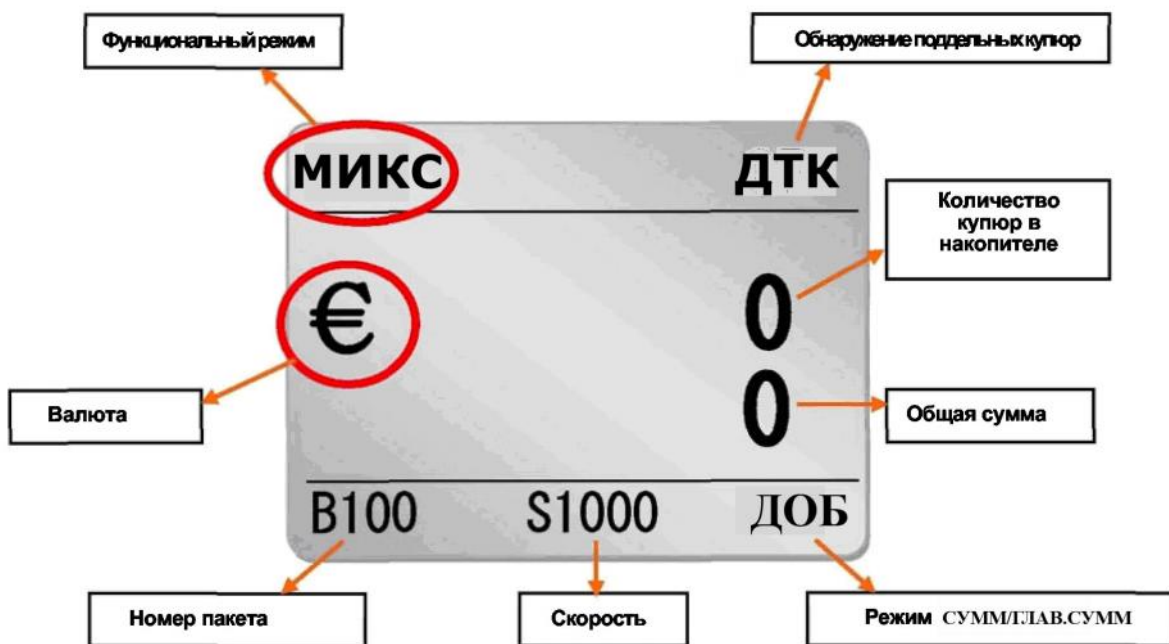 Функциональный режим
Обнаружение поддельных купюр
МИКС
ДТК
Количество
купюр в
накопителе
€
0
0
Валюта
Общая сумма
B100
S1000
ДОБ
Номер пакета
Скорость
Режим СУММ/ГЛАВ.СУММ